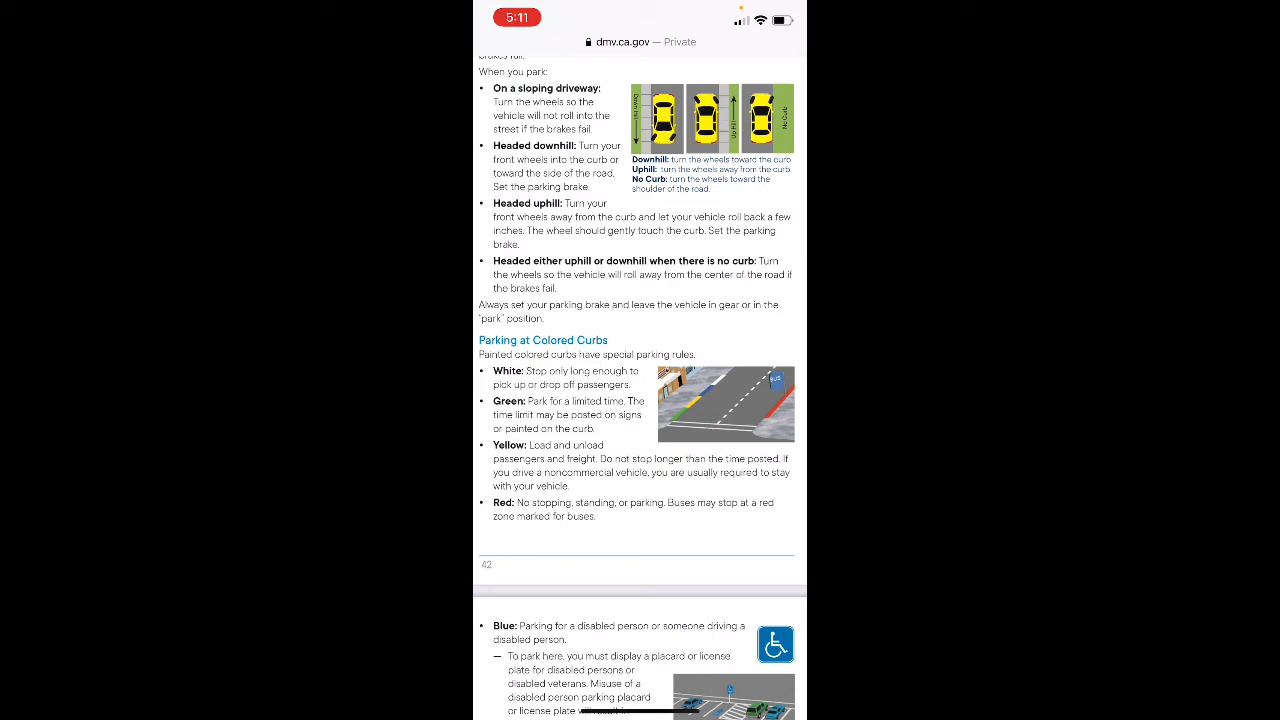 5:11
dmv.ca.gov — Private
brakes fail.
When you park:
• On a sloping driveway:
Turn the wheels so the
vehicle will not roll into the
street if the brakes fail.
• Headed downhill: Turn your
front wheels into the curb or
toward the side of the road.
Set the parking brake.
Down Hill
Up Hill
No Curb
Downhill: turn the wheels toward the curb.
Uphill: turn the wheels away from the curb.
No Curb: turn the wheels toward the
shoulder of the road.
• Headed uphill: Turn your
front wheels away from the curb and let your vehicle roll back a few
inches. The wheel should gently touch the curb. Set the parking
brake.
• Headed either uphill or downhill when there is no curb: Turn
the wheels so the vehicle will roll away from the center of the road if
the brakes fail.
Always set your parking brake and leave the vehicle in gear or in the
“park” position.
Parking at Colored Curbs
Painted colored curbs have special parking rules.
• White: Stop only long enough to
pick up or drop off passengers.
• Green: Park for a limited time. The
time limit may be posted on signs
or painted on the curb.
BUS
• Yellow: Load and unload
passengers and freight. Do not stop longer than the time posted. If
you drive a noncommercial vehicle, you are usually required to stay
with your vehicle.
• Red: No stopping, standing, or parking. Buses may stop at a red
zone marked for buses.
42
• Blue: Parking for a disabled person or someone driving a
disabled person.
— To park here, you must display a placard or license
plate for disabled persons or
disabled veterans. Misuse of a
disabled person parking placard
or license plate